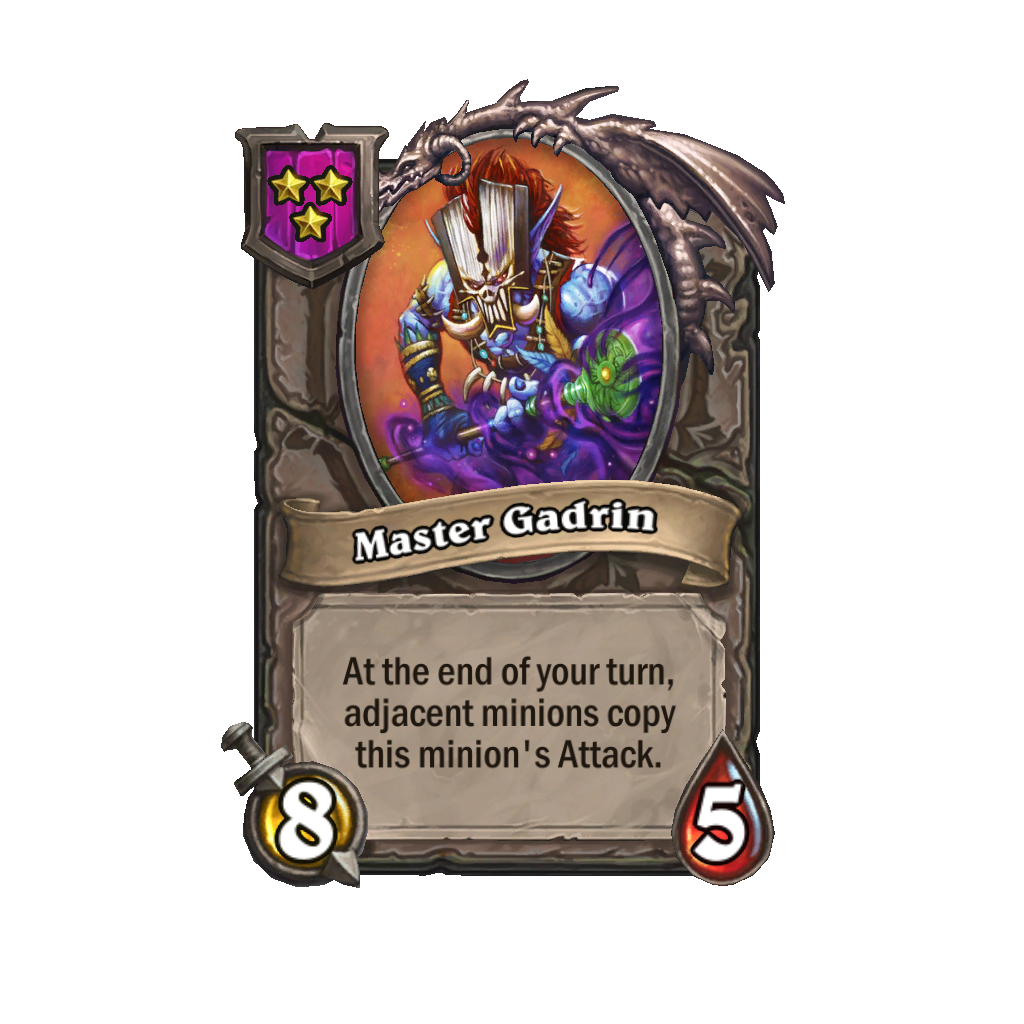 Master Gadrin
At the end of your turn,
adjacent minions copy
this minion's Attack.
8
5